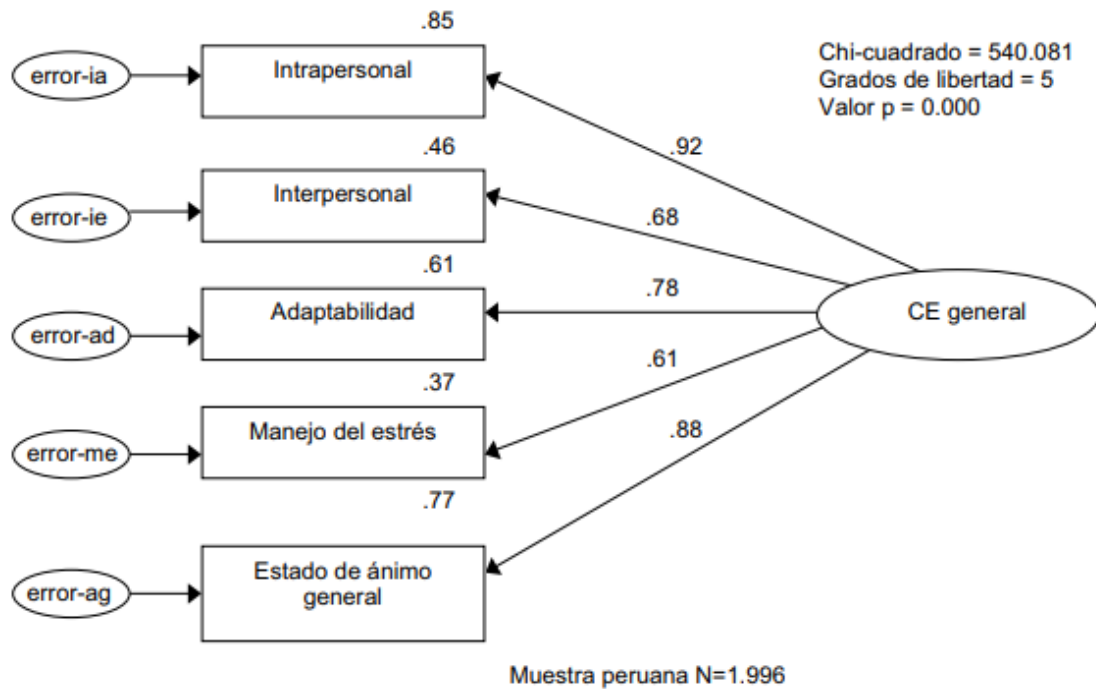 .85
Intrapersonal
error-ia
Chi-cuadrado = 540.081
Grados de libertad = 5
Valor p = 0.000
.92
.46
Interpersonal
error-ie
.68
.61
Adaptabilidad
error-ad
.78
CE general
.37
Manejo del estrés
error-me
.61
.88
.77
Estado de ánimo
general
error-ag
Muestra peruana N=1.996